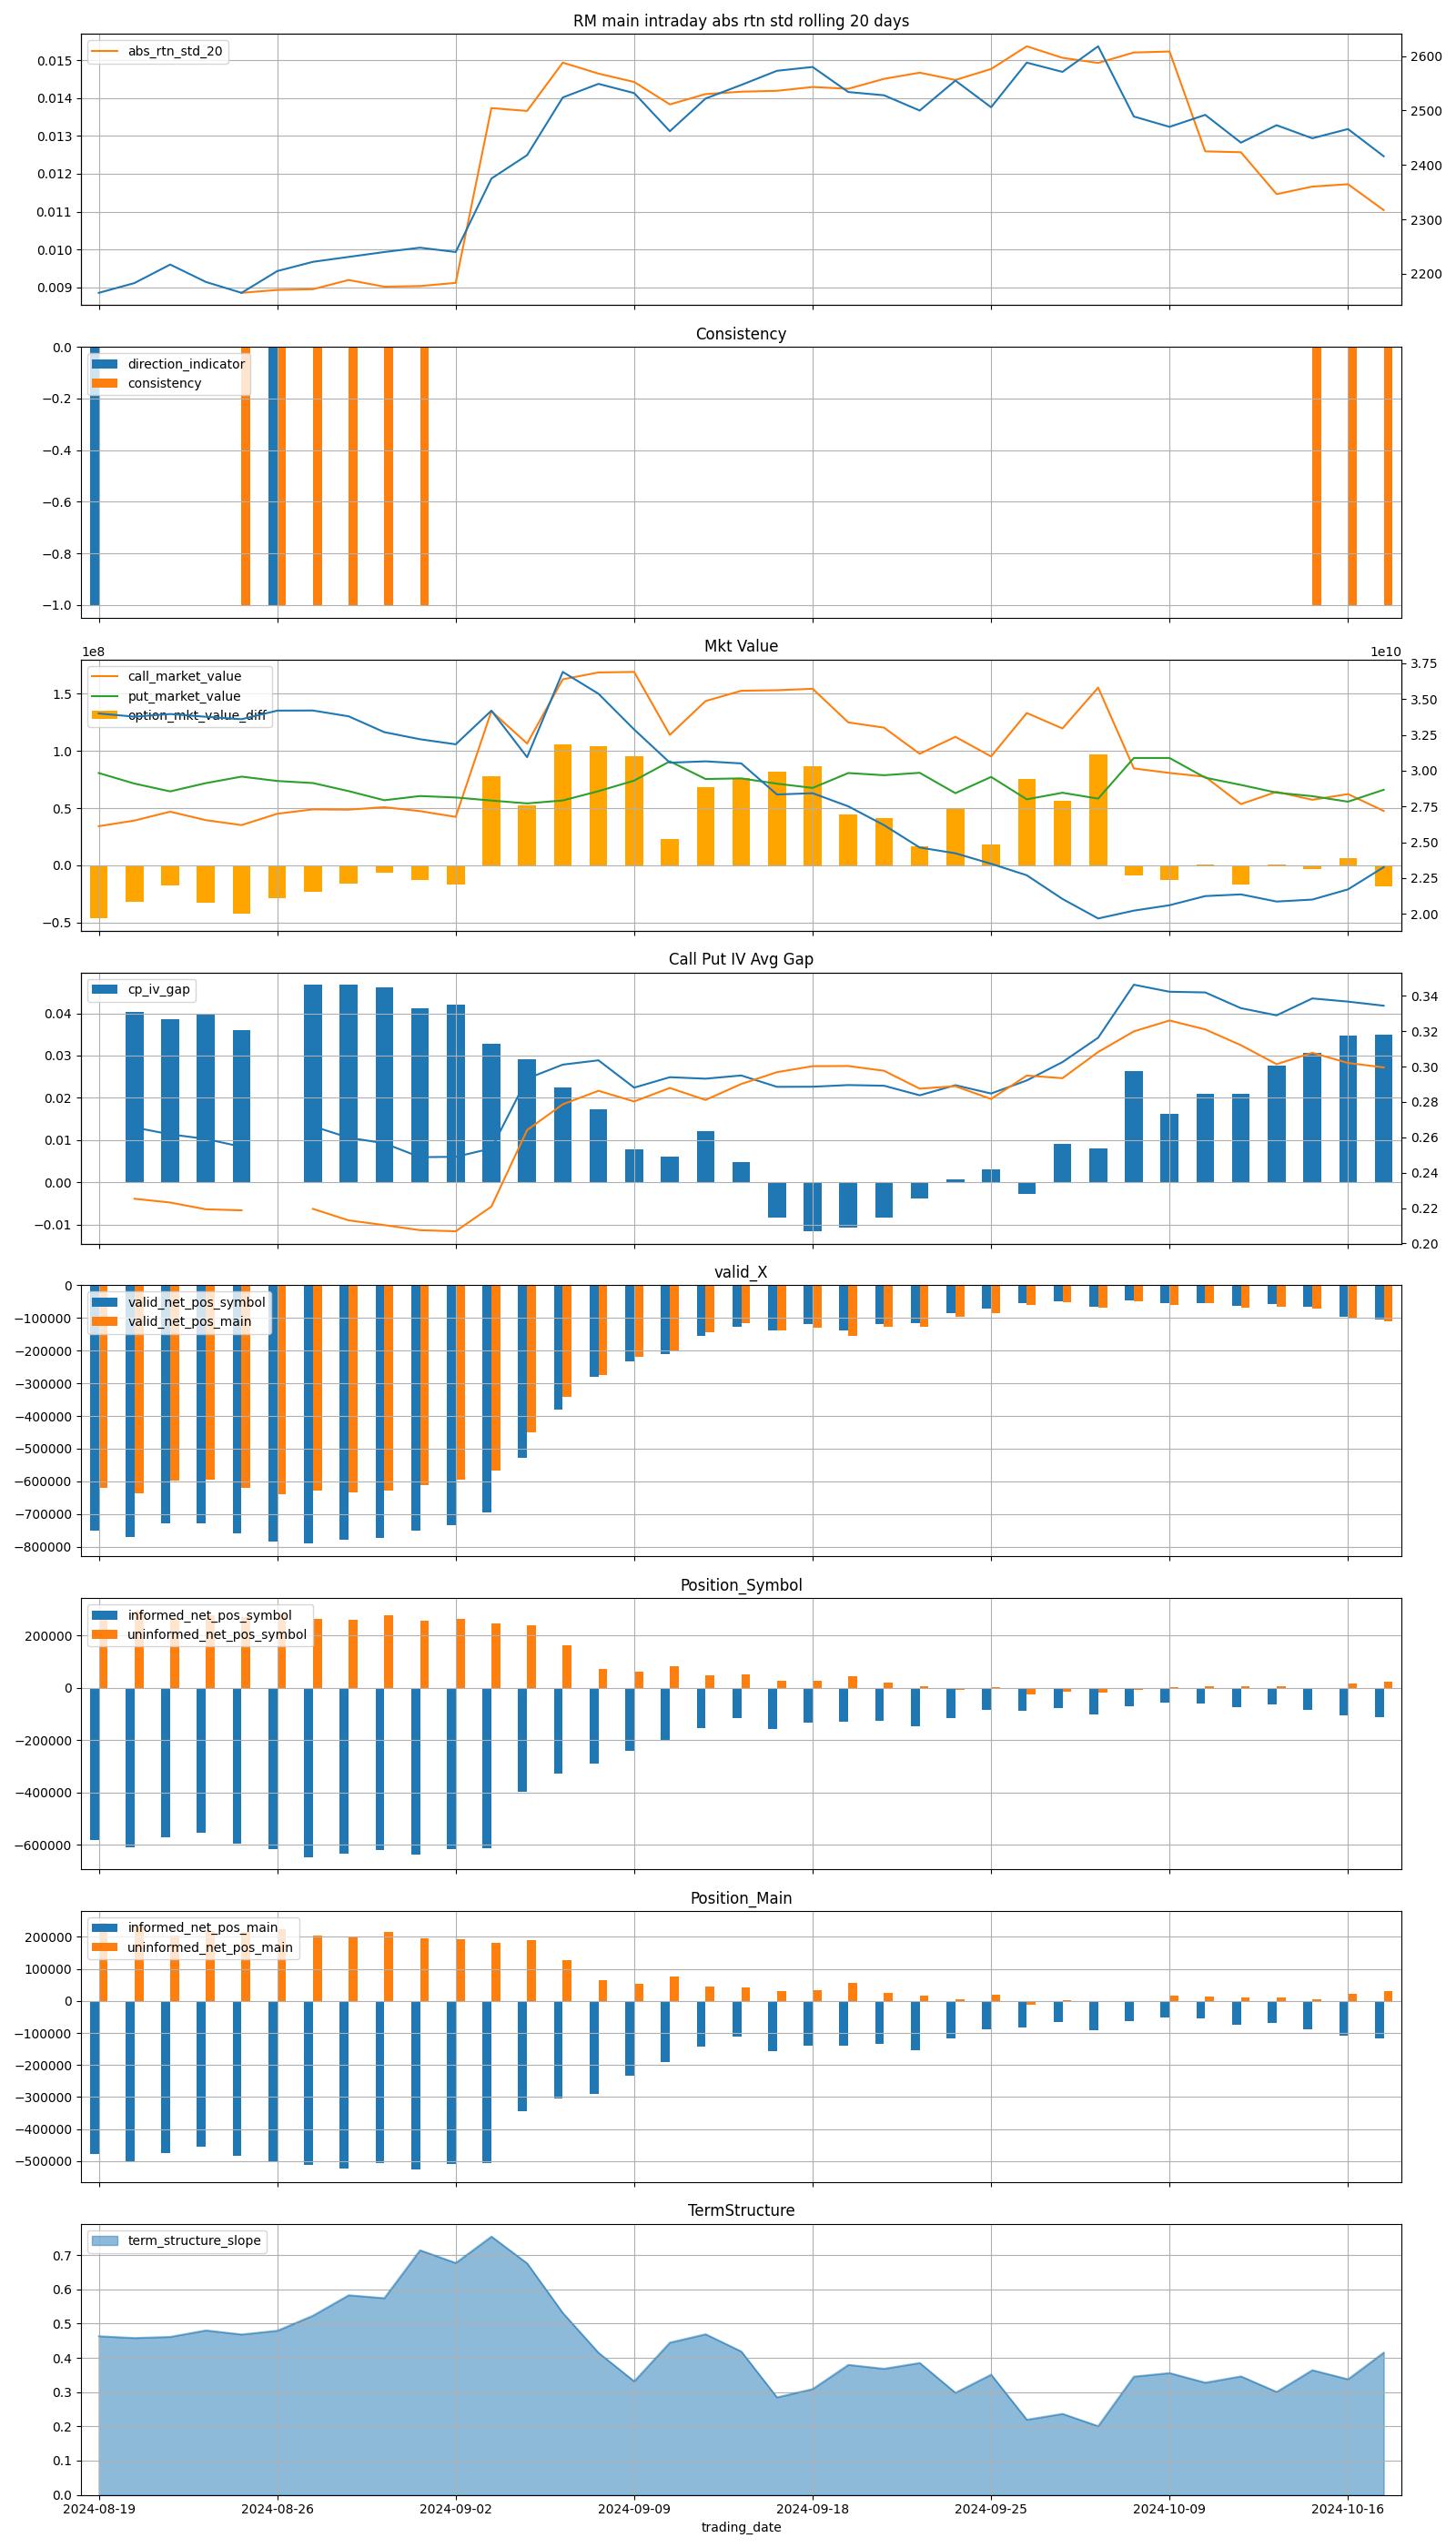 RM main intraday abs rtn std rolling 20 days
abs_rtn_std_20
0.015
0.014
0.013
0.012
0.011
0.010
0.009
2600
2500
2400
2300
2200
Consistency
direction_indicator
consistency
0.0
−0.2
−0.4
−0.6
−0.8
−1.0
Mkt Value
1e8
1e10
call_market_value
put_market_value
option_mkt_value_diff
1.5
1.0
0.5
0.0
−0.5
3.75
3.50
3.25
3.00
2.75
2.50
2.25
2.00
Call Put IV Avg Gap
cp_iv_gap
0.04
0.03
0.02
0.01
0.00
−0.01
0.34
0.32
0.30
0.28
0.26
0.24
0.22
0.20
valid_X
valid_net_pos_symbol
valid_net_pos_main
0
−100000
−200000
−300000
−400000
−500000
−600000
−700000
−800000
Position_Symbol
informed_net_pos_symbol
uninformed_net_pos_symbol
200000
0
−200000
−400000
−600000
Position_Main
informed_net_pos_main
uninformed_net_pos_main
200000
100000
0
−100000
−200000
−300000
−400000
−500000
TermStructure
term_structure_slope
0.7
0.6
0.5
0.4
0.3
0.2
0.1
0.0
2024-08-19 2024-08-26 2024-09-02 2024-09-09 2024-09-18 2024-09-25 2024-10-09 2024-10-16
trading_date